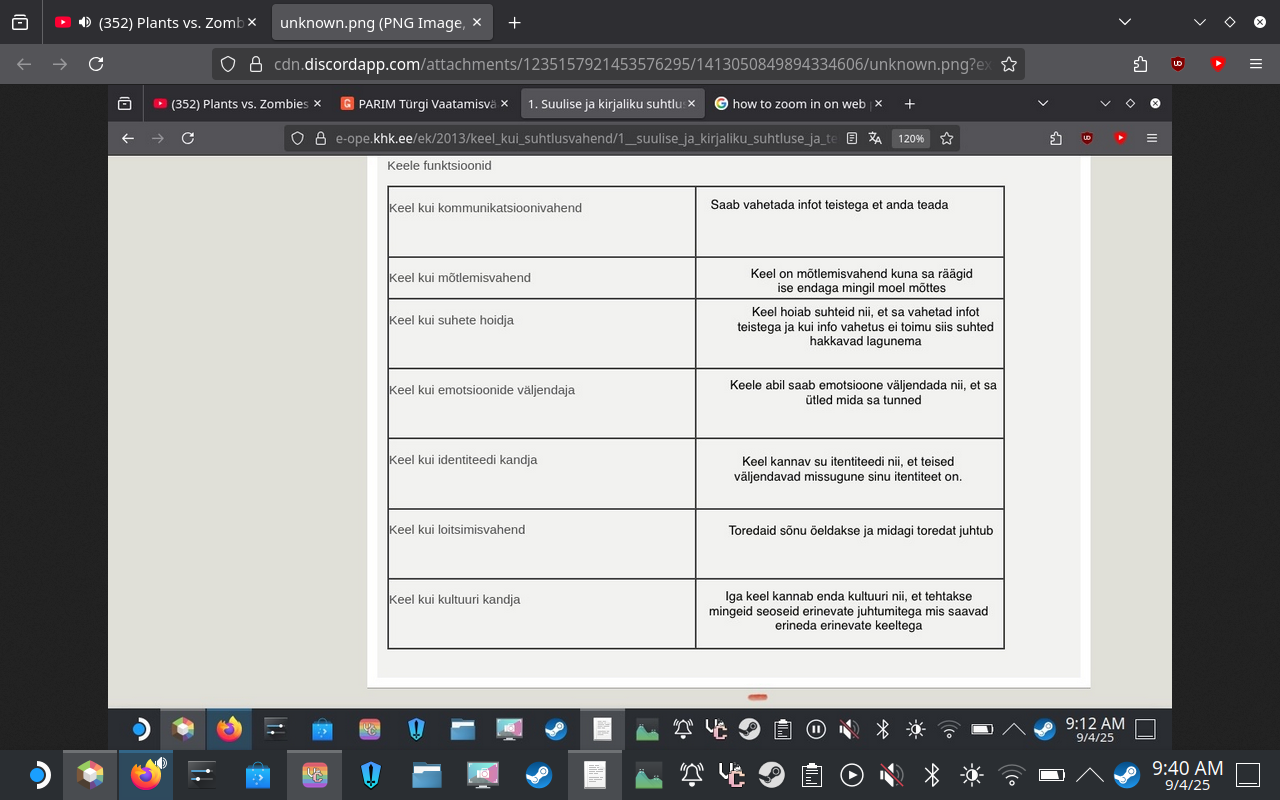 (352) Plants vs. Zomb
unknown.png (PNG Image,
cdn.discordapp.com/attachments/1235157921453576295/1413050849894334606/unknown.png?ex
(352) Plants vs. Zombies
PARIM Türgi Vaatamisvä
1. Suulise ja kirjaliku suhtlus
how to zoom in on web
e-ope.khk.ee/ek/2013/keel_kui_suhtlusvahend/1__suulise_ja_kirjaliku_suhtluse_ja_te
120%
Keele funktsioonid
Keel kui kommunikatsioonivahend
Saab vahetada infot teistega et anda teada
Keel kui mõtlemisvahend
Keel on mõtlemisvahend kuna sa räägid
ise endaga mingil moel mõttes
Keel kui suhete hoidja
Keel hoiab suhteid nii, et sa vahetad infot
teistega ja kui info vahetus ei toimu siis suhted
hakkavad lagunema
Keel kui emotsioonide väljendaja
Keele abil saab emotsioone väljendada nii, et sa
ütled mida sa tunned
Keel kui identiteedi kandja
Keel kannav su itentiteedi nii, et teised
väljendavad missugune sinu itentiteet on.
Keel kui loitsimisvahend
Toredaid sõnu öeldakse ja midagi toredat juhtub
Keel kui kultuuri kandja
Iga keel kannab enda kultuuri nii, et tehtakse
mingeid seoseid erinevate juhtumitega mis saavad
erineda erinevate keeltega
9:12 AM
9/4/25
9:40 AM
9/4/25